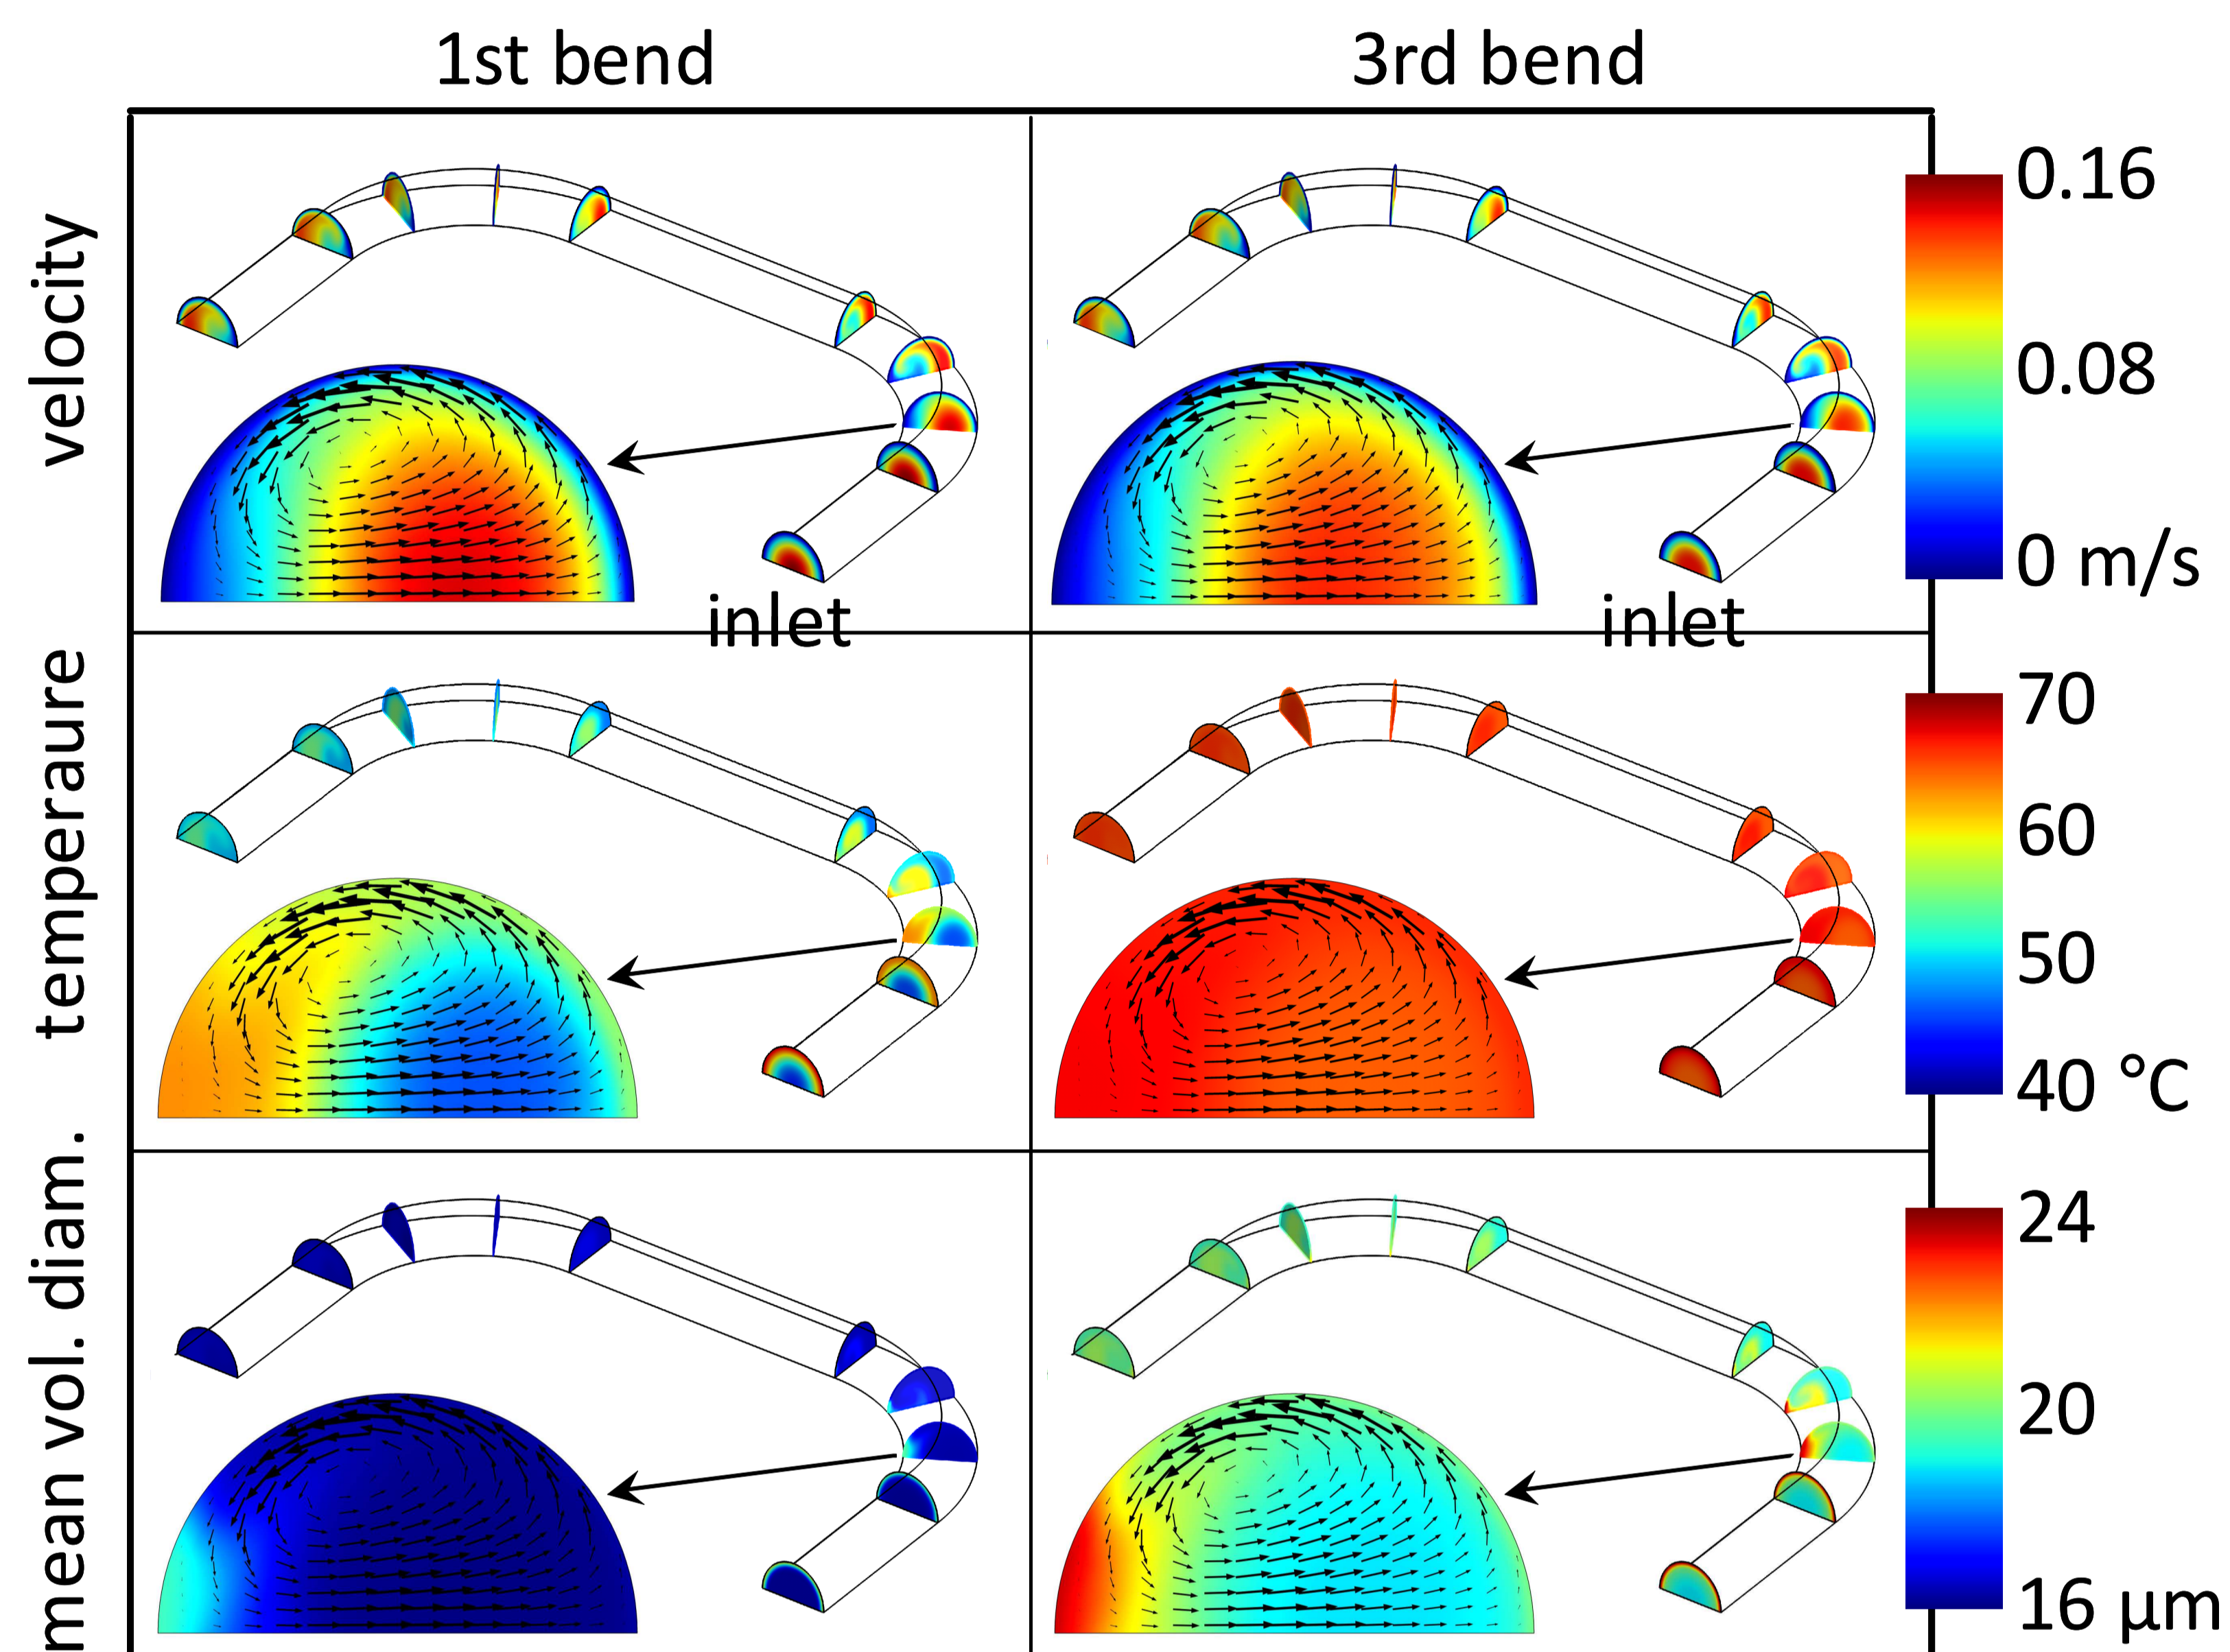 1st bend
3rd bend
velocity
0.16
0.08
0 m/s
inlet
inlet
temperaure
70
60
50
40 °C
mean vol. diam.
24
20
16 µm